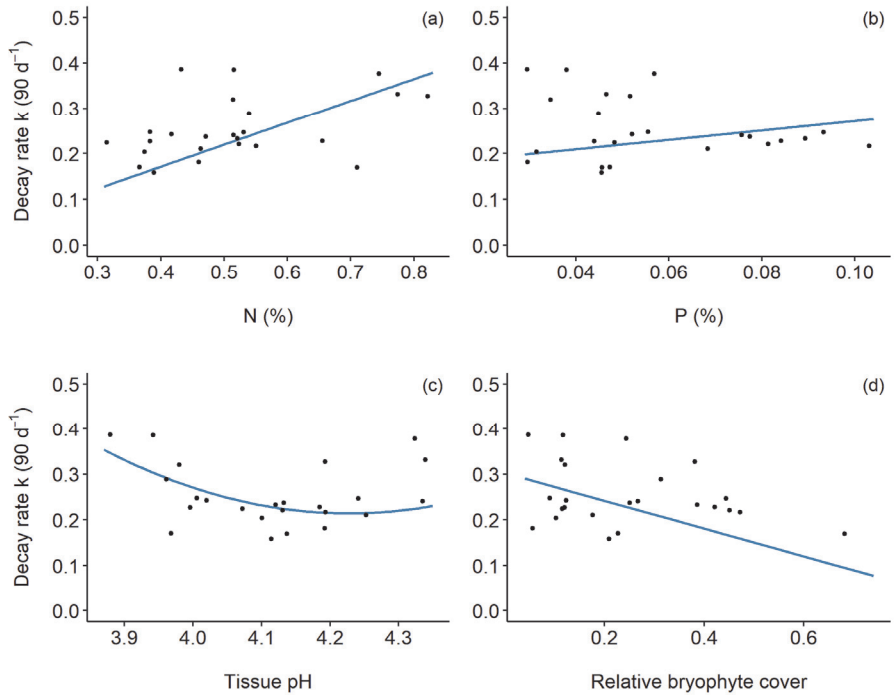 (a)
Decay rate k (90 d⁻¹)
0.5
0.4
0.3
0.2
0.1
0.0
0.3 0.4 0.5 0.6 0.7 0.8
N (%)
(b)
0.5
0.4
0.3
0.2
0.1
0.0
0.04 0.06 0.08 0.10
P (%)
(c)
Decay rate k (90 d⁻¹)
0.5
0.4
0.3
0.2
0.1
0.0
3.9 4.0 4.1 4.2 4.3
Tissue pH
(d)
0.5
0.4
0.3
0.2
0.1
0.0
0.2 0.4 0.6
Relative bryophyte cover